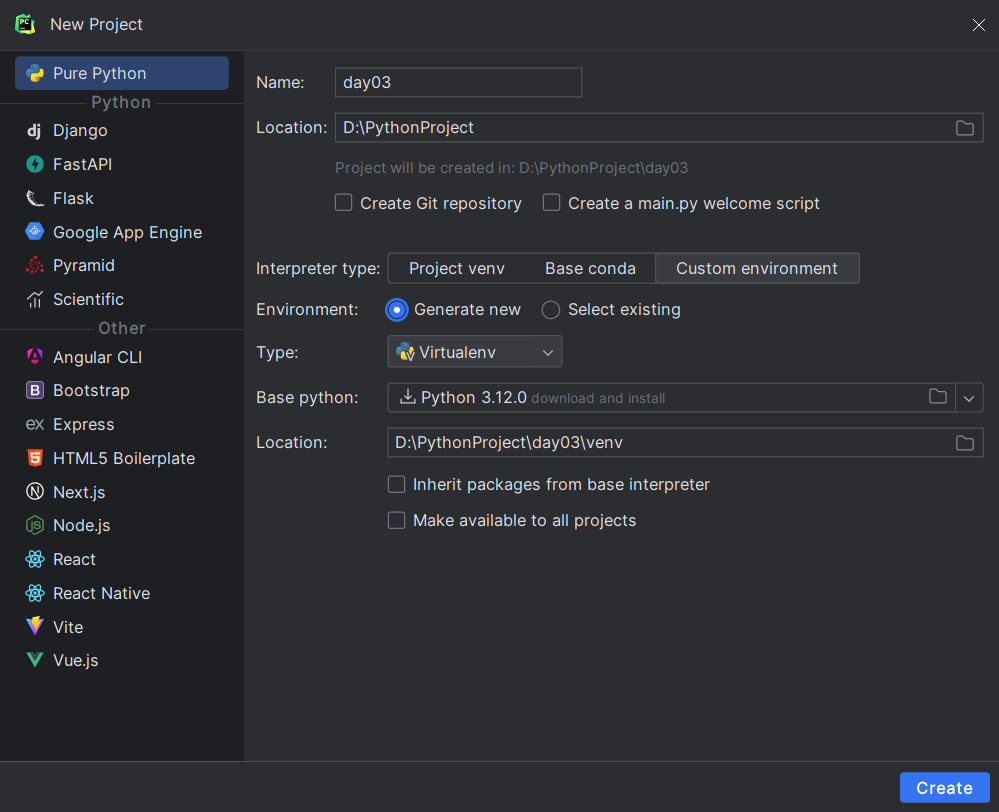 New Project
Pure Python
Python
Django
FastAPI
Flask
Google App Engine
Pyramid
Scientific
Other
Angular CLI
Bootstrap
Express
HTML5 Boilerplate
Next.js
Node.js
React
React Native
Vite
Vue.js
Name: day03
Location: D:\PythonProject
Project will be created in: D:\PythonProject\day03
Create Git repository Create a main.py welcome script
Interpreter type: Project venv Base conda Custom environment
Environment: Generate new Select existing
Type: Virtualenv
Base python: Python 3.12.0 download and install
Location: D:\PythonProject\day03\venv
Inherit packages from base interpreter
Make available to all projects
Create